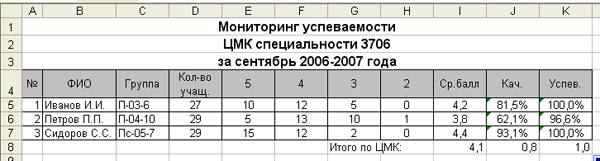 A B C D E F G H I J K
1 Мониторинг успеваемости
2 ЦМК специальности 3706
3 за сентябрь 2006-2007 года
4 № ФИО Группа Кол-во учащ. 5 4 3 2 Ср.балл Кач. Успев.
5 1 Иванов И.И. П-03-6 27 10 12 5 0 4,2 81,5% 100,0%
6 2 Петров П.П. П-04-10 29 5 13 10 1 3,8 62,1% 96,6%
7 3 Сидоров С.С. Пс-05-7 29 15 12 2 0 4,4 93,1% 100,0%
8 Итого по ЦМК: 4,1 0,8 1,0